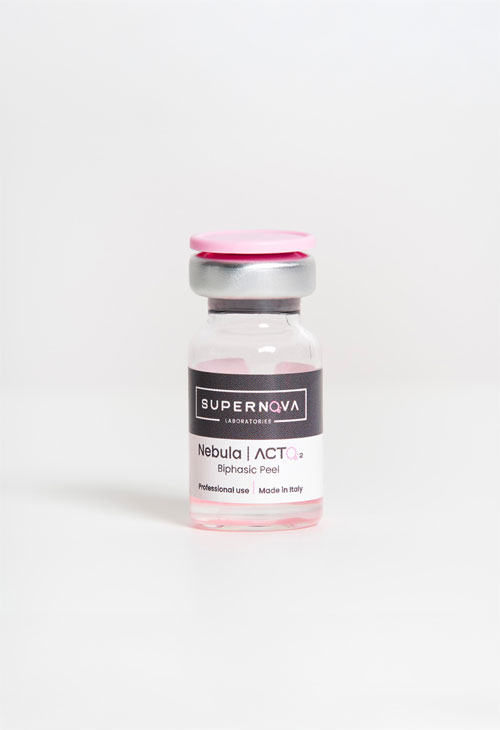 SUPERNOVA
LABORATORIES
Nebula | ACTO2
Biphasic Peel
Professional use | Made in Italy